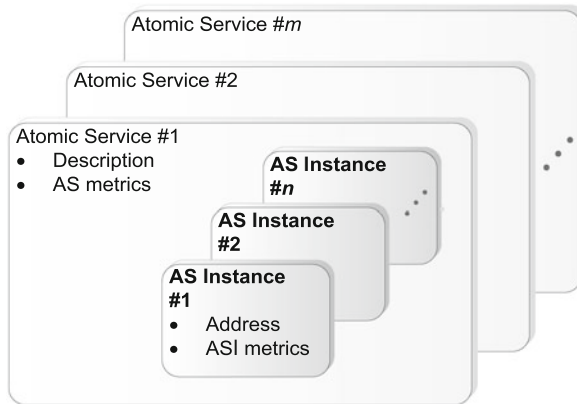 Atomic Service #m
Atomic Service #2
Atomic Service #1
• Description
• AS metrics
AS Instance
#n
AS Instance
#2
AS Instance
#1
• Address
• ASI metrics